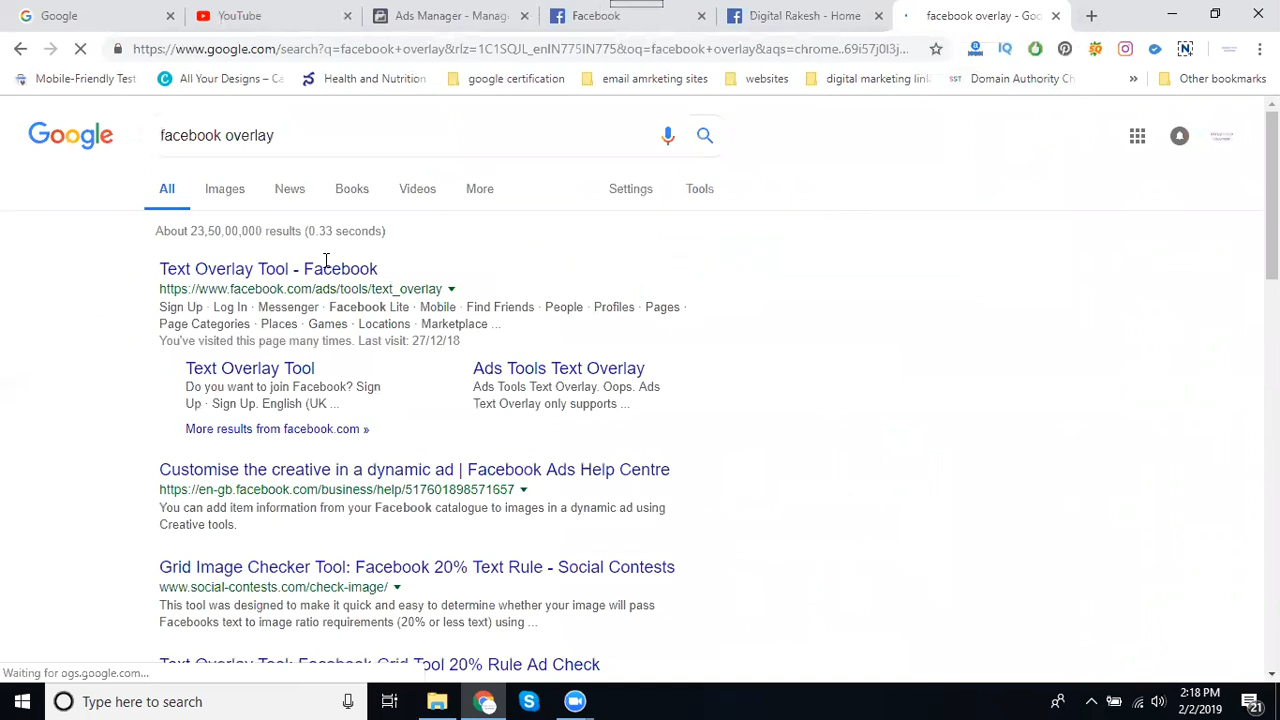 Google
YouTube
Ads Manager - Manag
Facebook
Digital Rakesh - Home
facebook overlay - Goo
https://www.google.com/search?q=facebook+overlay&rlz=1C1SQJL_enIN775IN775&oq=facebook+overlay&aqs=chrome..69i57j0l3j...
Mobile-Friendly Test
All Your Designs – Ca
Health and Nutrition
google certification
email amrketing sites
websites
digital marketing link
SST
Domain Authority Ch
»
Other bookmarks
Google
facebook overlay
All
Images
News
Books
Videos
More
Settings
Tools
About 23,50,00,000 results (0.33 seconds)
Text Overlay Tool - Facebook
https://www.facebook.com/ads/tools/text_overlay
Sign Up · Log In · Messenger · Facebook Lite · Mobile · Find Friends · People · Profiles · Pages ·
Page Categories · Places · Games · Locations · Marketplace ...
You've visited this page many times. Last visit: 27/12/18
Text Overlay Tool
Do you want to join Facebook? Sign
Up · Sign Up. English (UK ...
Ads Tools Text Overlay
Ads Tools Text Overlay. Oops. Ads
Text Overlay only supports ...
More results from facebook.com »
Customise the creative in a dynamic ad | Facebook Ads Help Centre
https://en-gb.facebook.com/business/help/517601898571657
You can add item information from your Facebook catalogue to images in a dynamic ad using
Creative tools.
Grid Image Checker Tool: Facebook 20% Text Rule - Social Contests
www.social-contests.com/check-image/
This tool was designed to make it quick and easy to determine whether your image will pass
Facebooks text to image ratio requirements (20% or less text) using ...
Text Overlay Tool: Facebook Grid Tool 20% Rule Ad Check
Waiting for ogs.google.com...
Type here to search
2:18 PM
2/2/2019
21